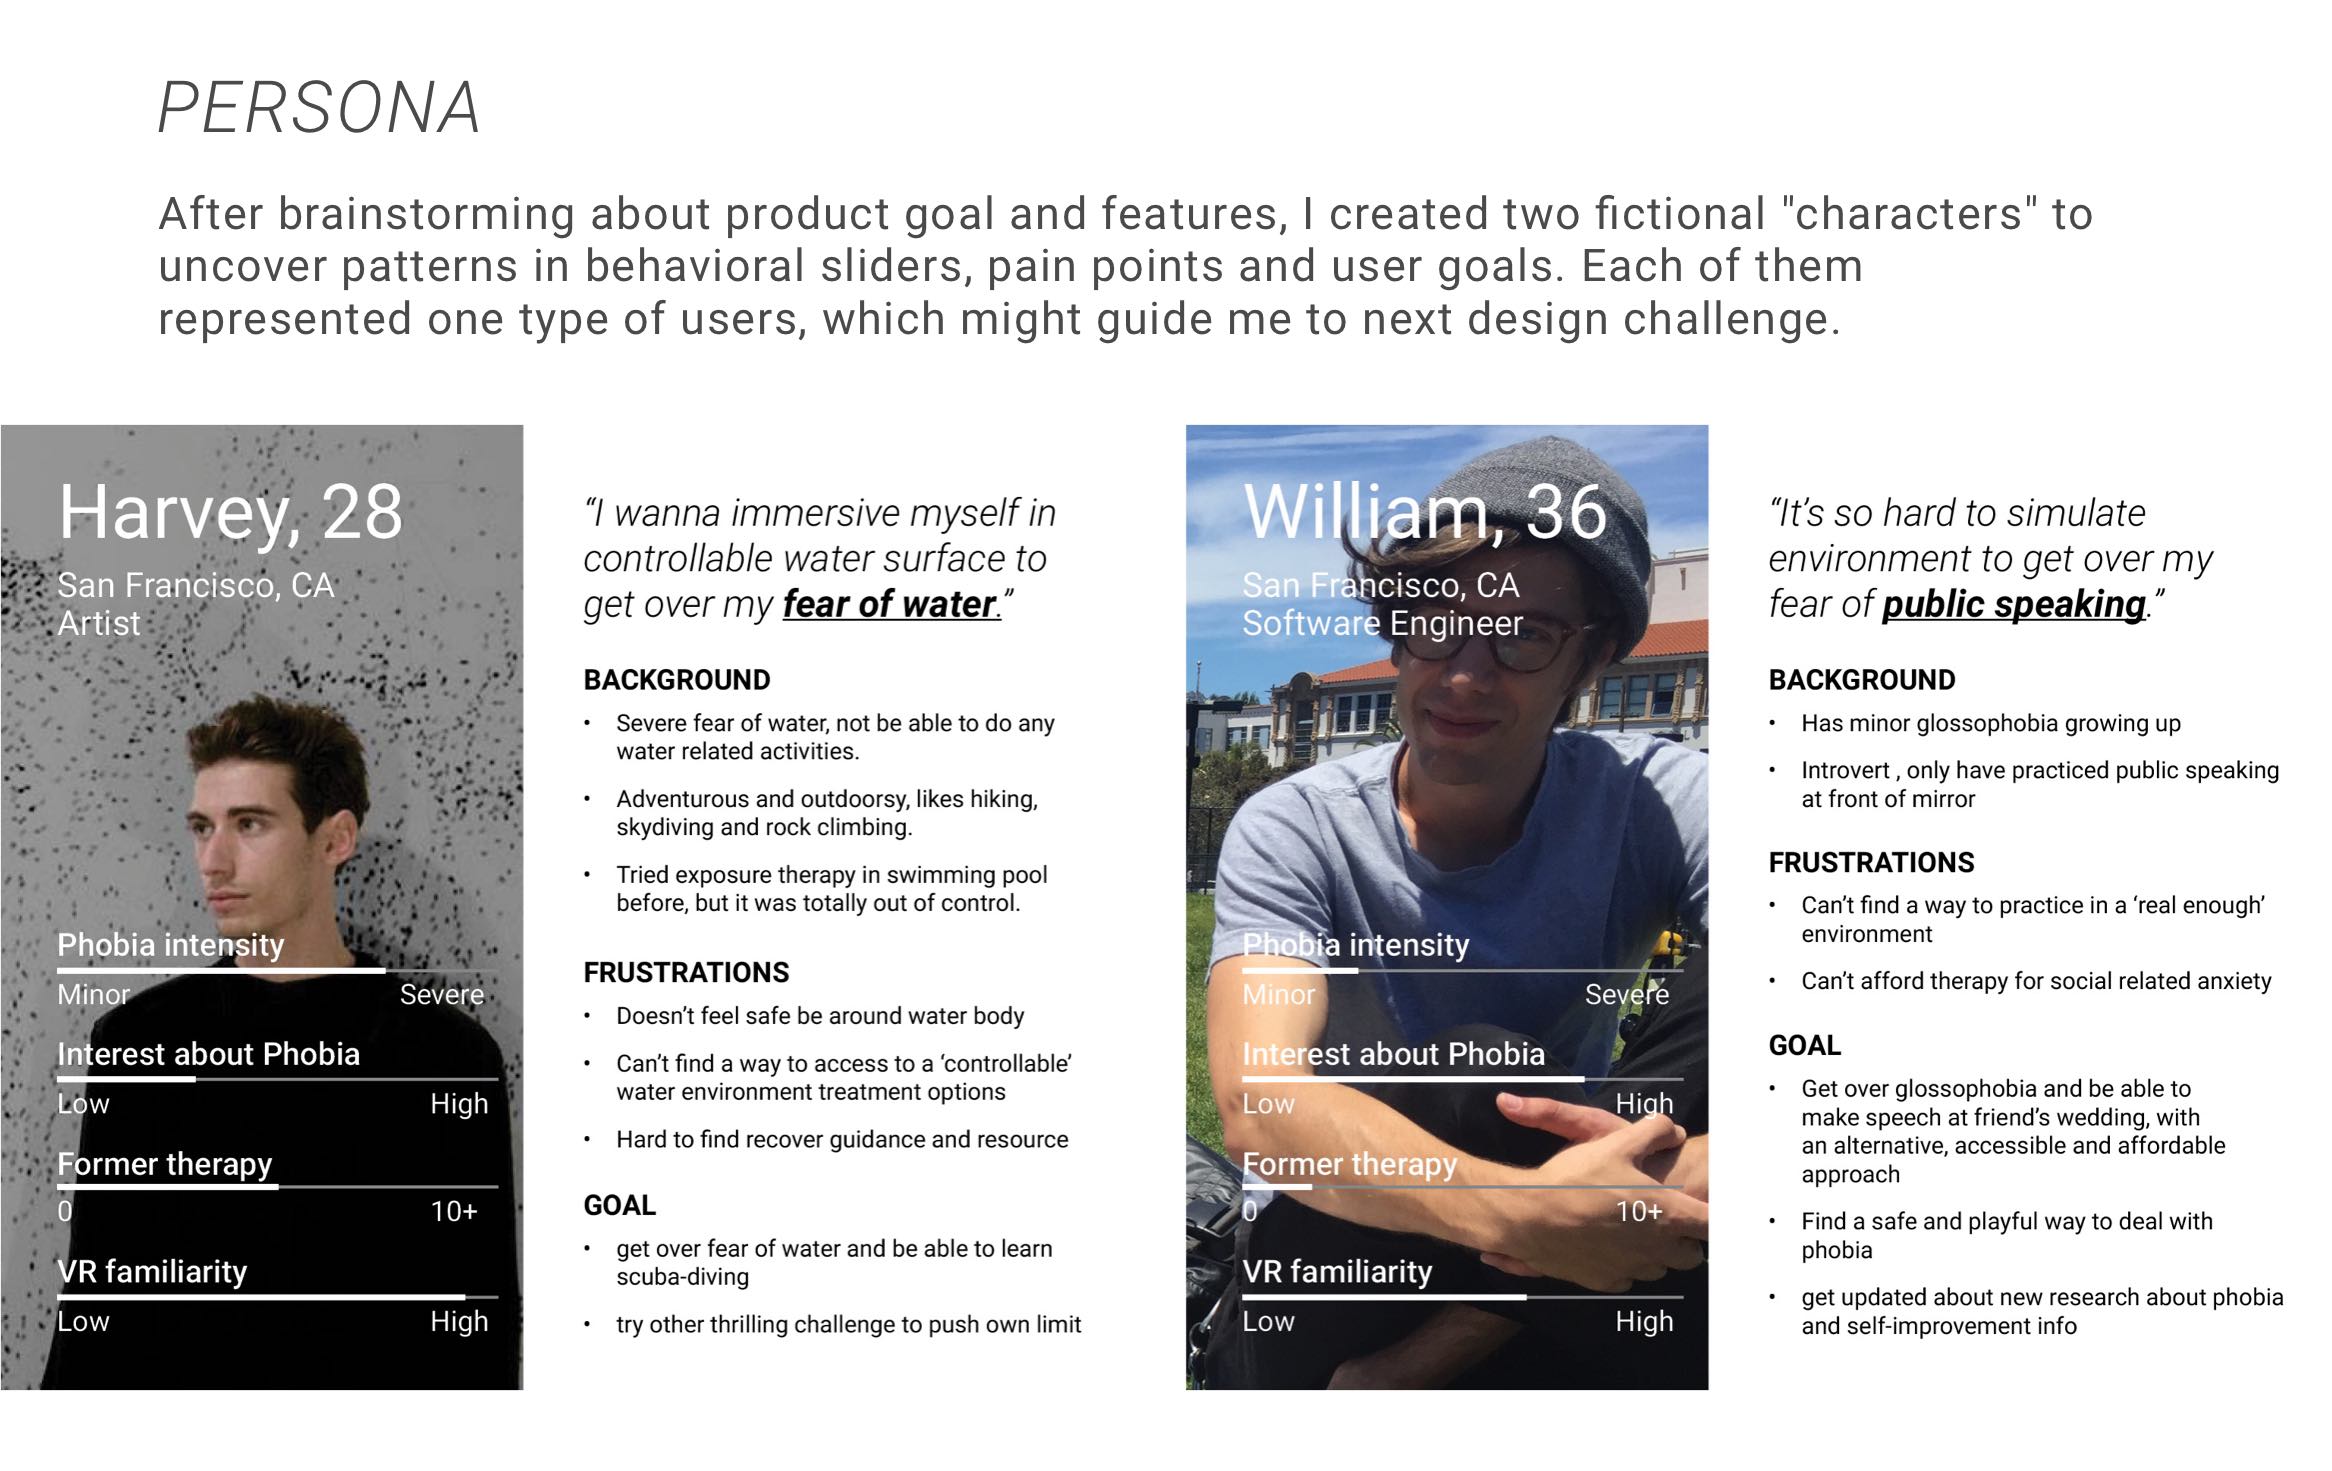 PERSONA
After brainstorming about product goal and features, I created two fictional "characters" to
uncover patterns in behavioral sliders, pain points and user goals. Each of them
represented one type of users, which might guide me to next design challenge.
Harvey, 28
San Francisco, CA
Artist
Phobia intensity
Minor Severe
Interest about Phobia
Low High
Former therapy
0 10+
VR familiarity
Low High
“I wanna immersive myself in
controllable water surface to
get over my fear of water.”
BACKGROUND
• Severe fear of water, not be able to do any
water related activities.
• Adventurous and outdoorsy, likes hiking,
skydiving and rock climbing.
• Tried exposure therapy in swimming pool
before, but it was totally out of control.
FRUSTRATIONS
• Doesn’t feel safe be around water body
• Can’t find a way to access to a ‘controllable’
water environment treatment options
• Hard to find recover guidance and resource
GOAL
• get over fear of water and be able to learn
scuba-diving
• try other thrilling challenge to push own limit
William, 36
San Francisco, CA
Software Engineer
Phobia intensity
Minor Severe
Interest about Phobia
Low High
Former therapy
0 10+
VR familiarity
Low High
“It’s so hard to simulate
environment to get over my
fear of public speaking.”
BACKGROUND
• Has minor glossophobia growing up
• Introvert , only have practiced public speaking
at front of mirror
FRUSTRATIONS
• Can’t find a way to practice in a ‘real enough’
environment
• Can’t afford therapy for social related anxiety
GOAL
• Get over glossophobia and be able to
make speech at friend’s wedding, with
an alternative, accessible and affordable
approach
• Find a safe and playful way to deal with
phobia
• get updated about new research about phobia
and self-improvement info